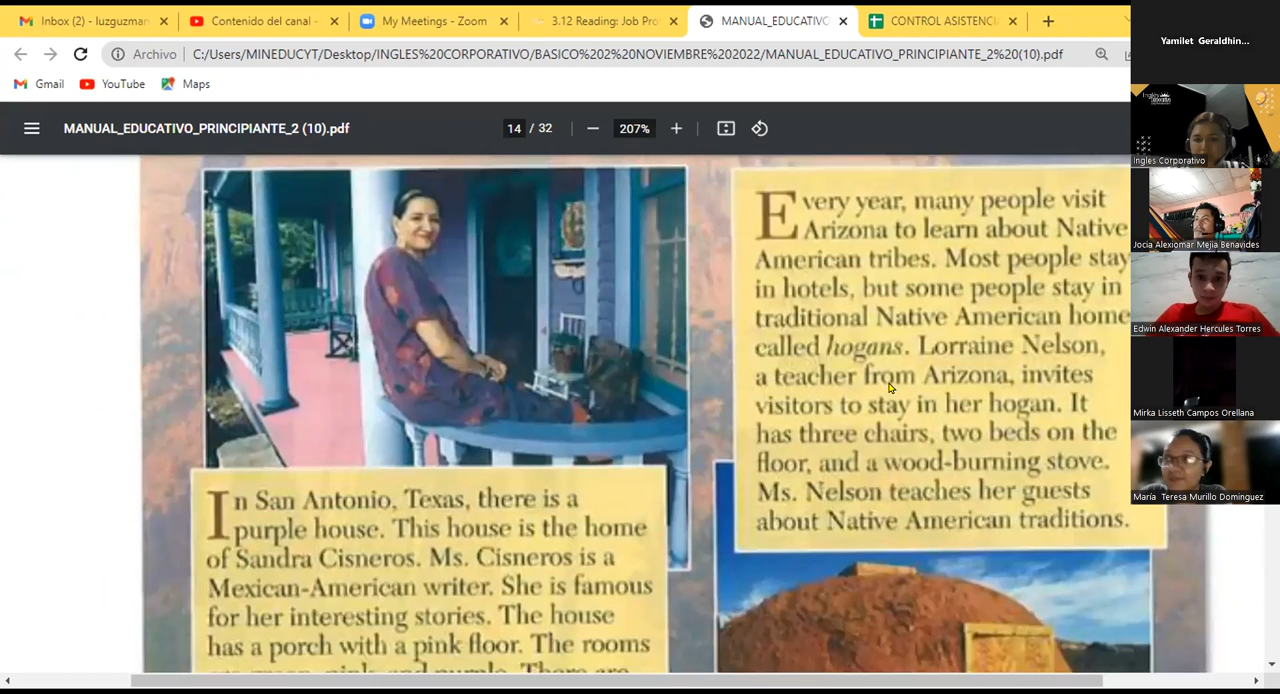 Inbox (2) - luzguzman
Contenido del canal -
My Meetings - Zoom
3.12 Reading: Job Pro
MANUAL_EDUCATIVO
CONTROL ASISTENCI
Archivo
C:/Users/MINEDUCYT/Desktop/INGLES%20CORPORATIVO/BASICO%202%20NOVIEMBRE%202022/MANUAL_EDUCATIVO_PRINCIPIANTE_2%20(10).pdf
Gmail
YouTube
Maps
MANUAL_EDUCATIVO_PRINCIPIANTE_2 (10).pdf
14 / 32
207%
In San Antonio, Texas, there is a
purple house. This house is the home
of Sandra Cisneros. Ms. Cisneros is a
Mexican-American writer. She is famous
for her interesting stories. The house
has a porch with a pink floor. The rooms
Every year, many people visit
Arizona to learn about Native
American tribes. Most people stay
in hotels, but some people stay in
traditional Native American home
called hogans. Lorraine Nelson,
a teacher from Arizona, invites
visitors to stay in her hogan. It
has three chairs, two beds on the
floor, and a wood-burning stove.
Ms. Nelson teaches her guests
about Native American traditions.
Yamilet Geraldhin...
Ingles Corporativo
Jocia Alexiomar Mejia Benavides
Edwin Alexander Hercules Torres
Mirka Lisseth Campos Orellana
María Teresa Murillo Dominguez